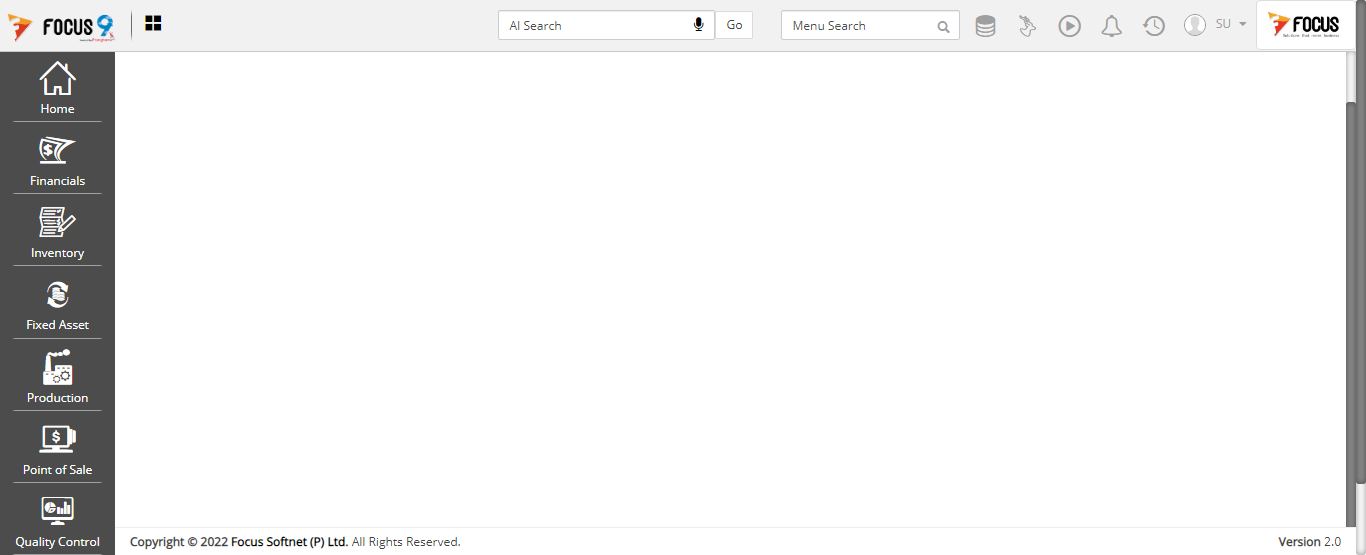 FOCUS 9
AI Search
Go
Menu Search
SU
FOCUS
Home
Financials
Inventory
Fixed Asset
Production
Point of Sale
Quality Control
Copyright © 2022 Focus Softnet (P) Ltd. All Rights Reserved.
Version 2.0